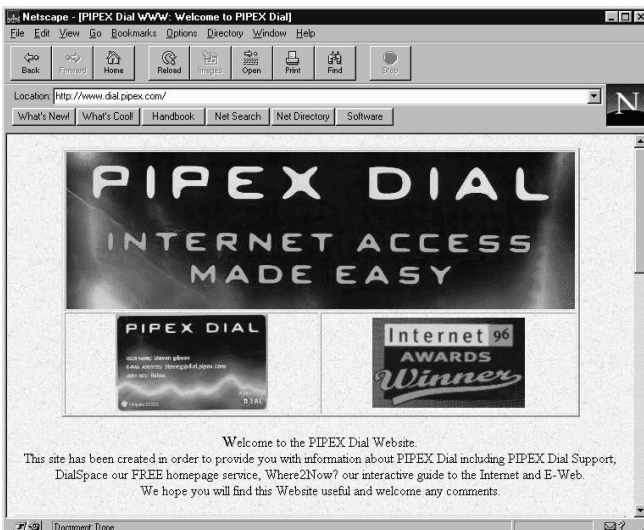 Netscape - [PIPEX Dial WWW: Welcome to PIPEX Dial]
File Edit View Go Bookmarks Options Directory Window Help
Back Forward Home Reload Images Open Print Find Stop
Location: http://www.dial.pipex.com/
N
What's New! What's Cool! Handbook Net Search Net Directory Software
PIPEX DIAL
INTERNET ACCESS
MADE EASY
PIPEX DIAL
Internet 96
AWARDS
Winner
DIAL
Welcome to the PIPEX Dial Website.
This site has been created in order to provide you with information about PIPEX Dial including PIPEX Dial Support,
DialSpace our FREE homepage service, Where2Now? our interactive guide to the Internet and E-Web.
We hope you will find this Website useful and welcome any comments.
Document: Done